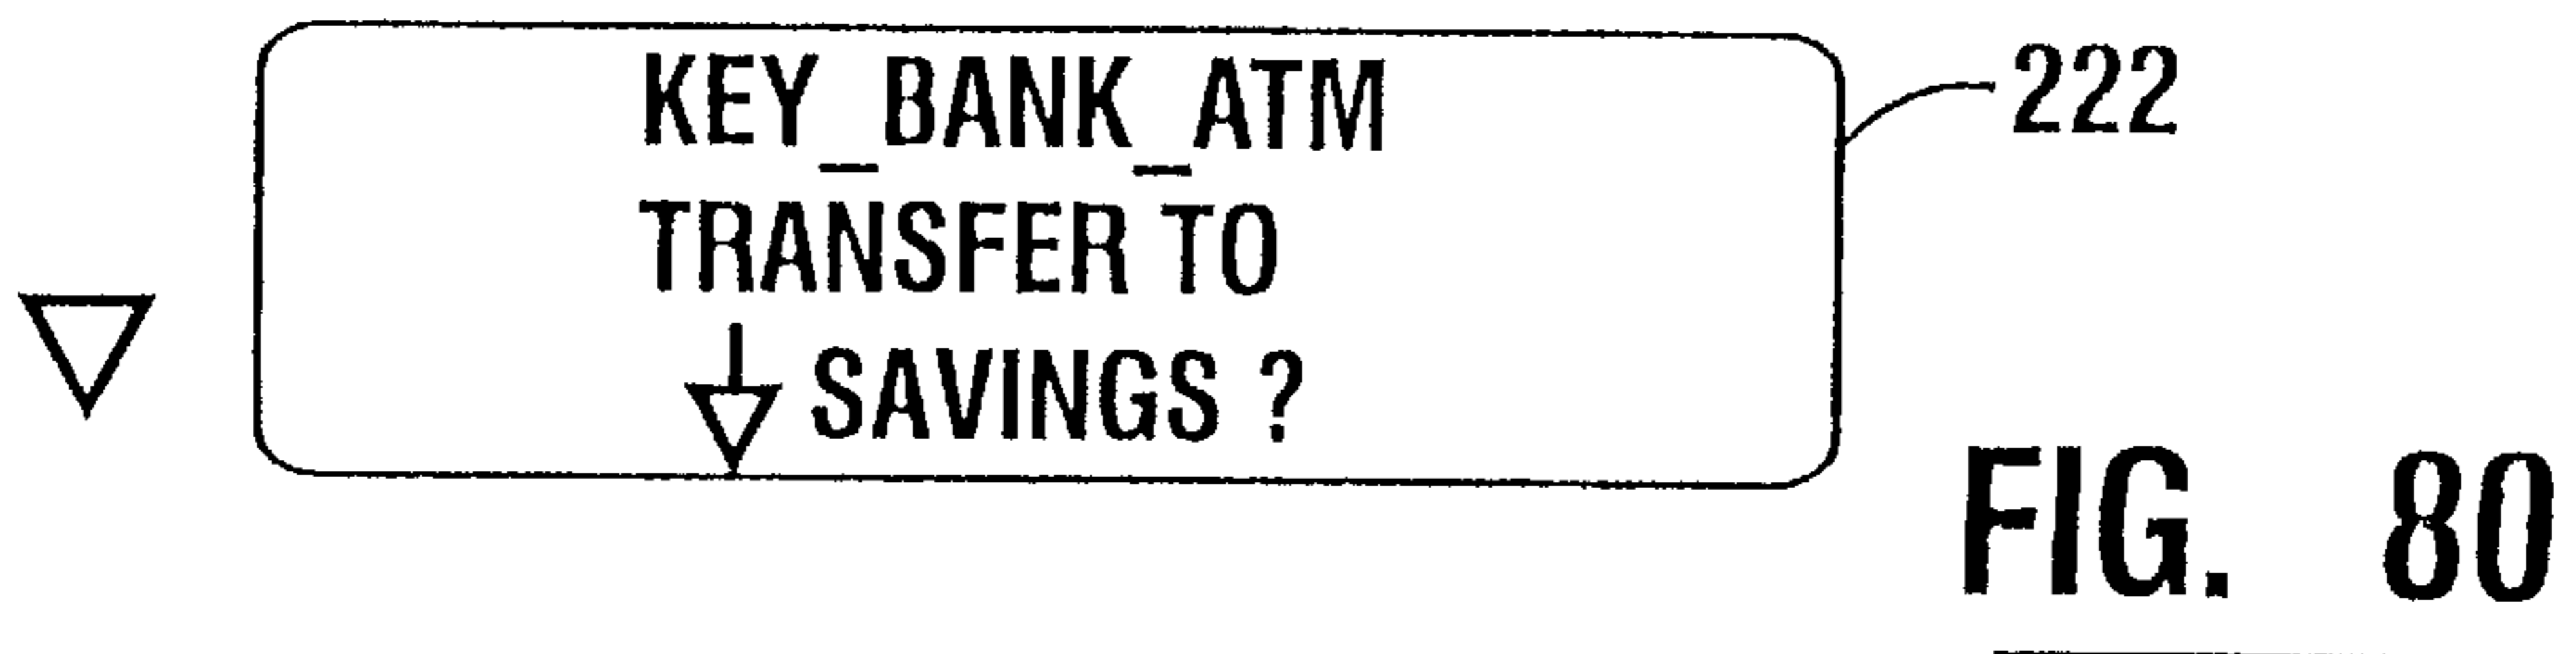 KEY_BANK_ATM
TRANSFER TO
SAVINGS ?
222
FIG. 80